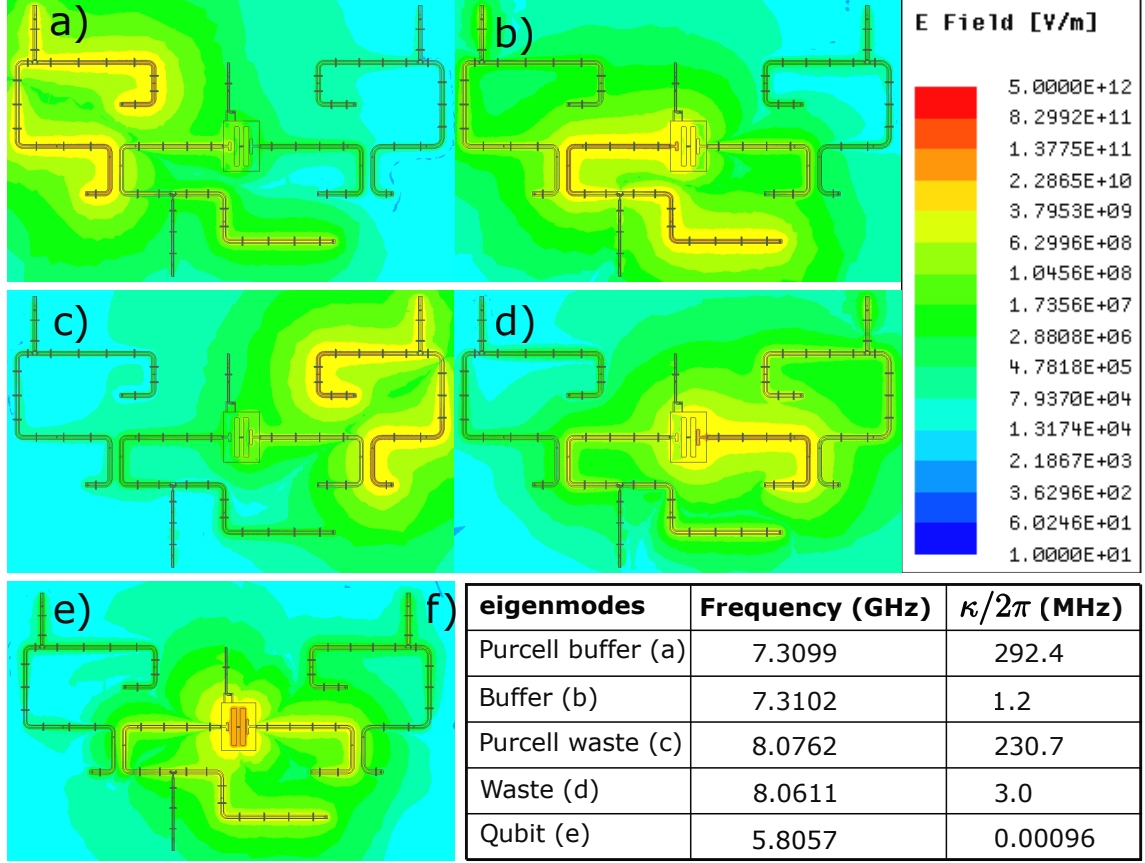 a)
b)
E Field [V/m]
5.0000E+12
8.2992E+11
1.3775E+11
2.2865E+10
3.7953E+09
6.2996E+08
1.0456E+08
1.7356E+07
2.8808E+06
4.7818E+05
7.9370E+04
1.3174E+04
2.1867E+03
3.6296E+02
6.0246E+01
1.0000E+01
c)
d)
e)
f)
eigenmodes Frequency (GHz) κ/2π (MHz)
Purcell buffer (a) 7.3099 292.4
Buffer (b) 7.3102 1.2
Purcell waste (c) 8.0762 230.7
Waste (d) 8.0611 3.0
Qubit (e) 5.8057 0.00096